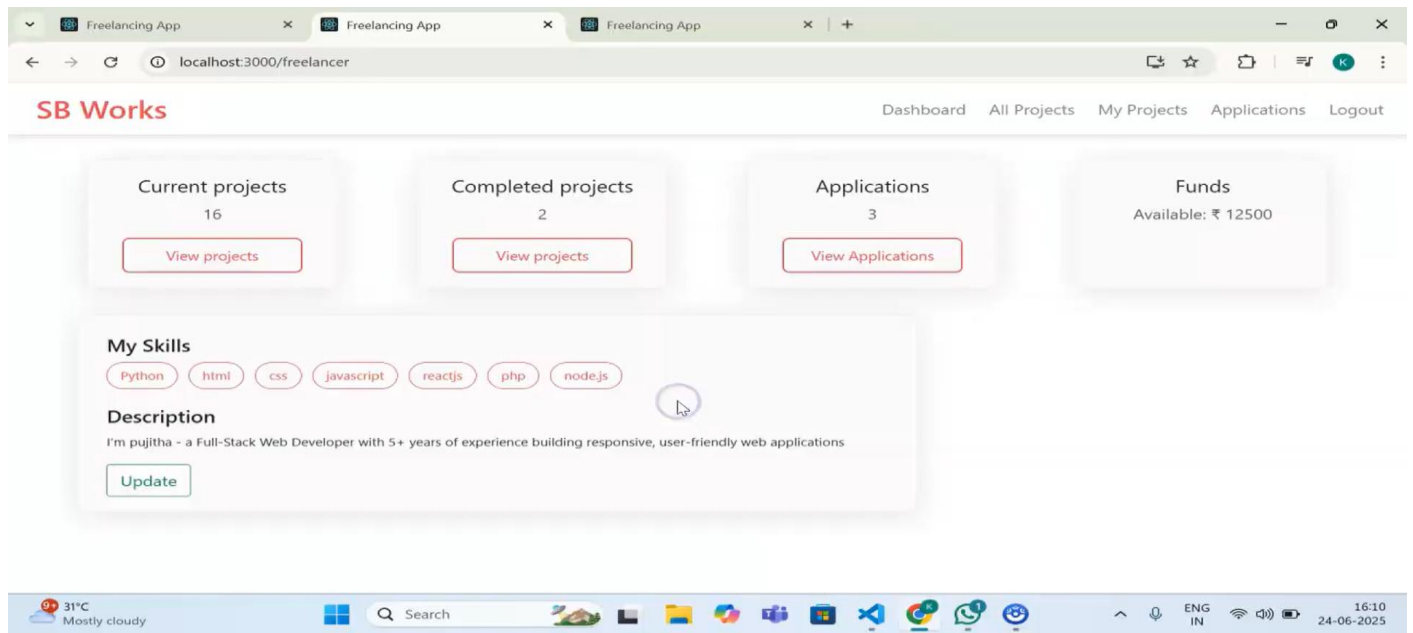 Freelancing App
Freelancing App
Freelancing App
localhost:3000/freelancer
K
SB Works
Dashboard All Projects My Projects Applications Logout
Current projects
16
View projects
Completed projects
2
View projects
Applications
3
View Applications
Funds
Available: ₹ 12500
My Skills
Python html css javascript reactjs php node.js
Description
I'm pujitha - a Full-Stack Web Developer with 5+ years of experience building responsive, user-friendly web applications
Update
9+
31°C
Mostly cloudy
Search
K
1
ENG
IN
16:10
24-06-2025